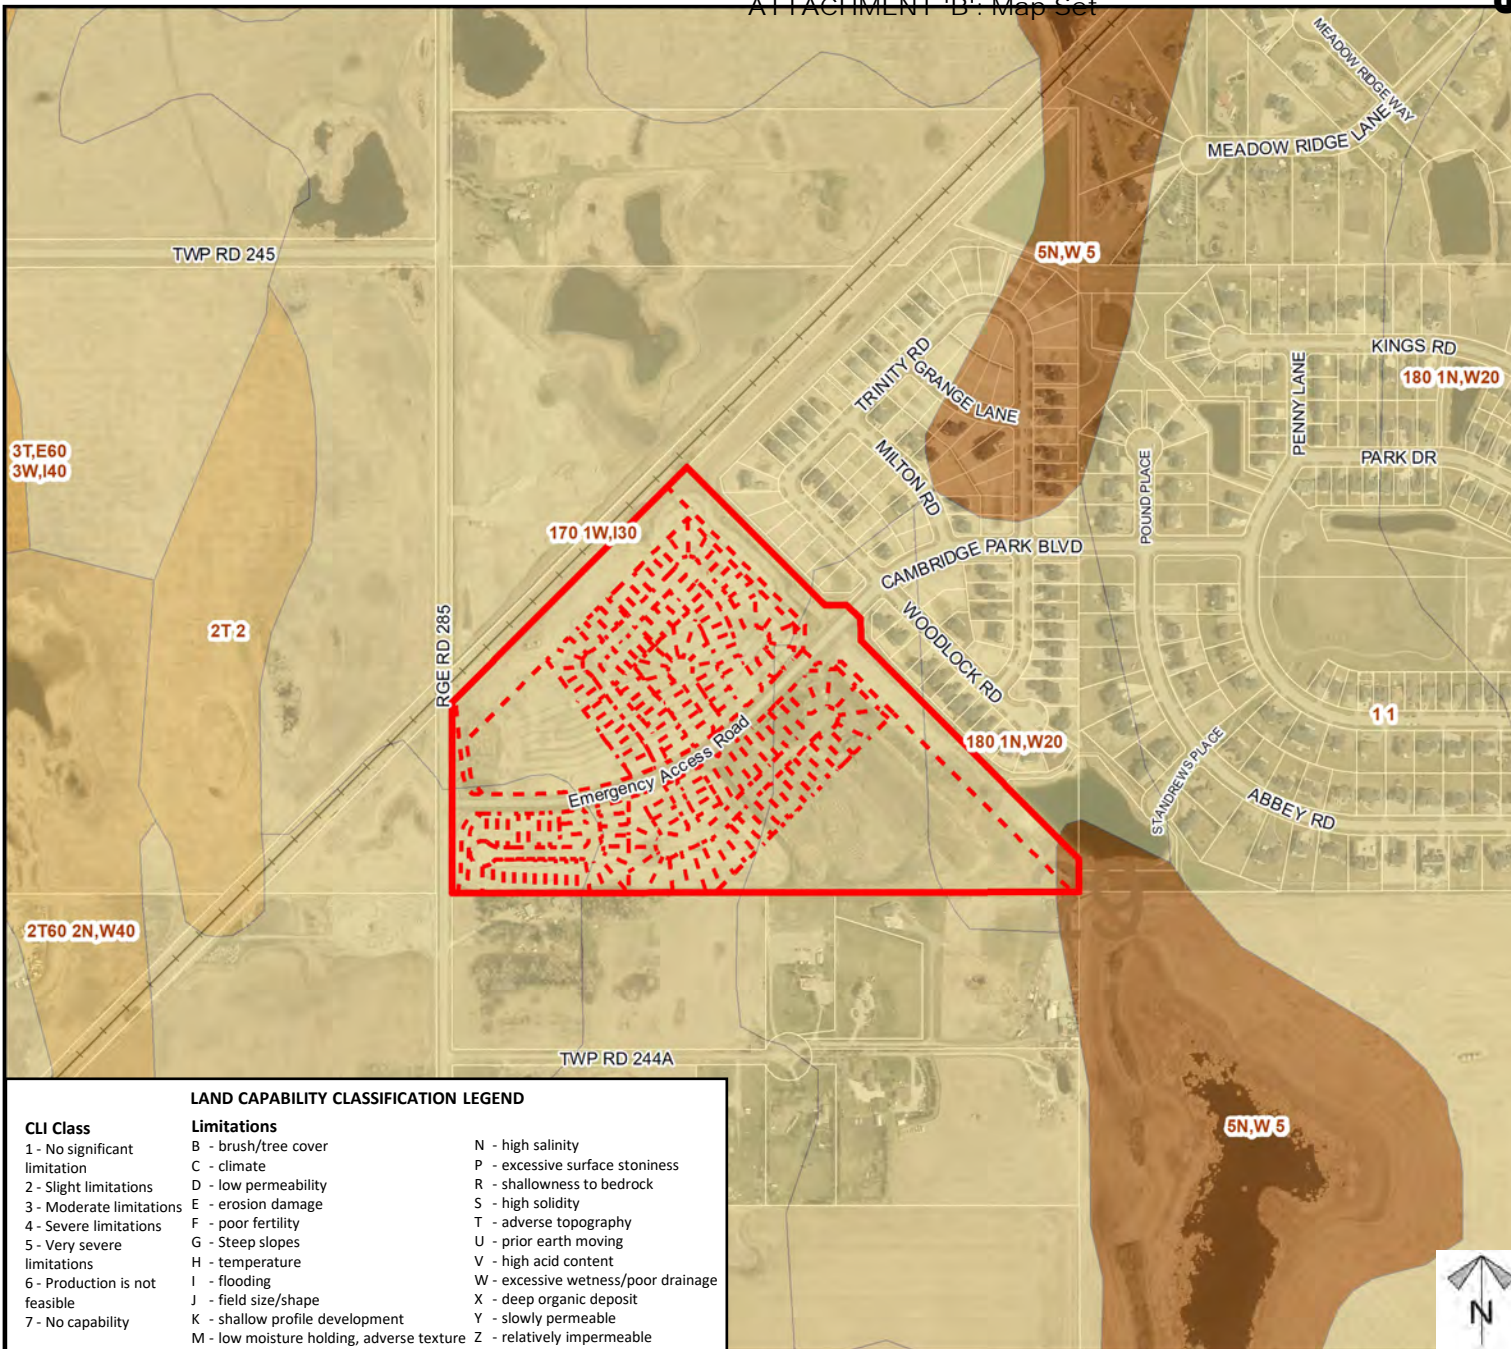 ATTACHMENT 'B': Map Set
MEADOW RIDGE WAY
MEADOW RIDGE LANE
TWP RD 245
5N,W 5
TRINITY RD
GRANGE LANE
KINGS RD
180 1N,W20
PENNY LANE
3T,E60
3W,I40
MILTON RD
PARK DR
POUND PLACE
170 1W,I30
CAMBRIDGE PARK BLVD
2T 2
RGE RD 285
WOODLOCK RD
11
180 1N,W20
Emergency Access Road
STANDREWS PLACE
ABBEY RD
2T60 2N,W40
TWP RD 244A
5N,W 5
LAND CAPABILITY CLASSIFICATION LEGEND
CLI Class
1 - No significant
limitation
2 - Slight limitations
3 - Moderate limitations
4 - Severe limitations
5 - Very severe
limitations
6 - Production is not
feasible
7 - No capability
Limitations
B - brush/tree cover
C - climate
D - low permeability
E - erosion damage
F - poor fertility
G - Steep slopes
H - temperature
I - flooding
J - field size/shape
K - shallow profile development
M - low moisture holding, adverse texture
N - high salinity
P - excessive surface stoniness
R - shallowness to bedrock
S - high solidity
T - adverse topography
U - prior earth moving
V - high acid content
W - excessive wetness/poor drainage
X - deep organic deposit
Y - slowly permeable
Z - relatively impermeable
N